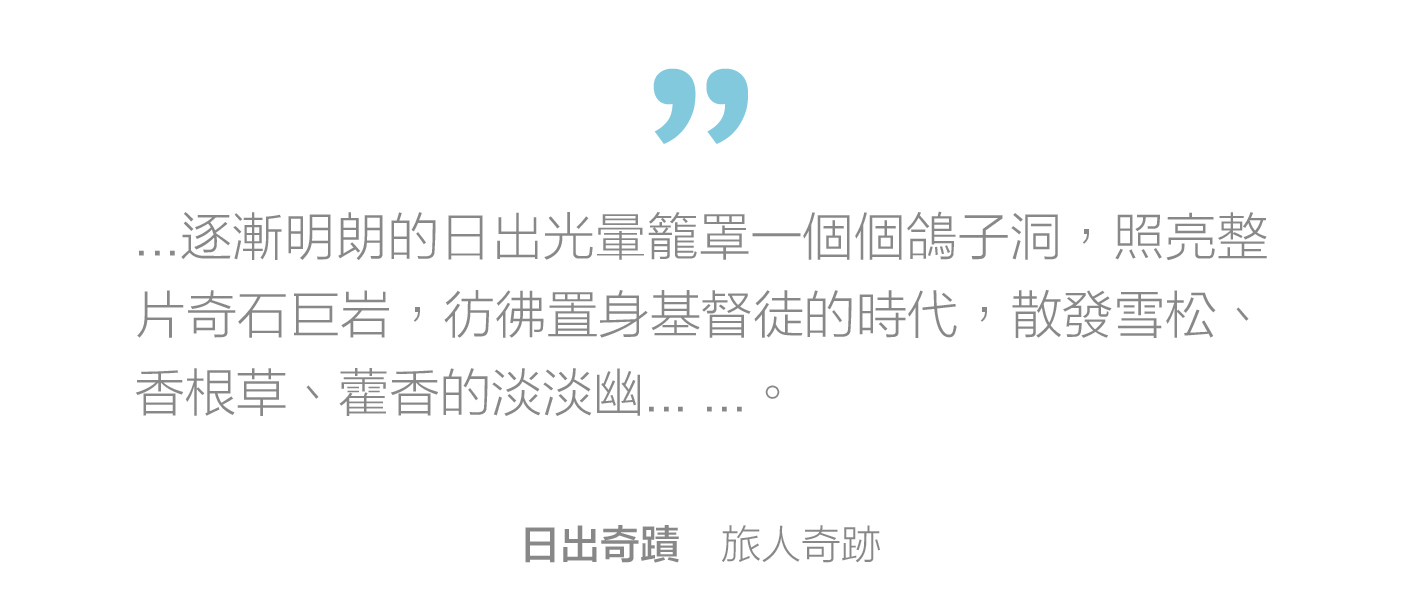 ”
...逐漸明朗的日出光暈籠罩一個個鴿子洞，照亮整
片奇石巨岩，彷彿置身基督徒的時代，散發雪松、
香根草、藿香的淡淡幽... ...。
日出奇蹟　旅人奇跡